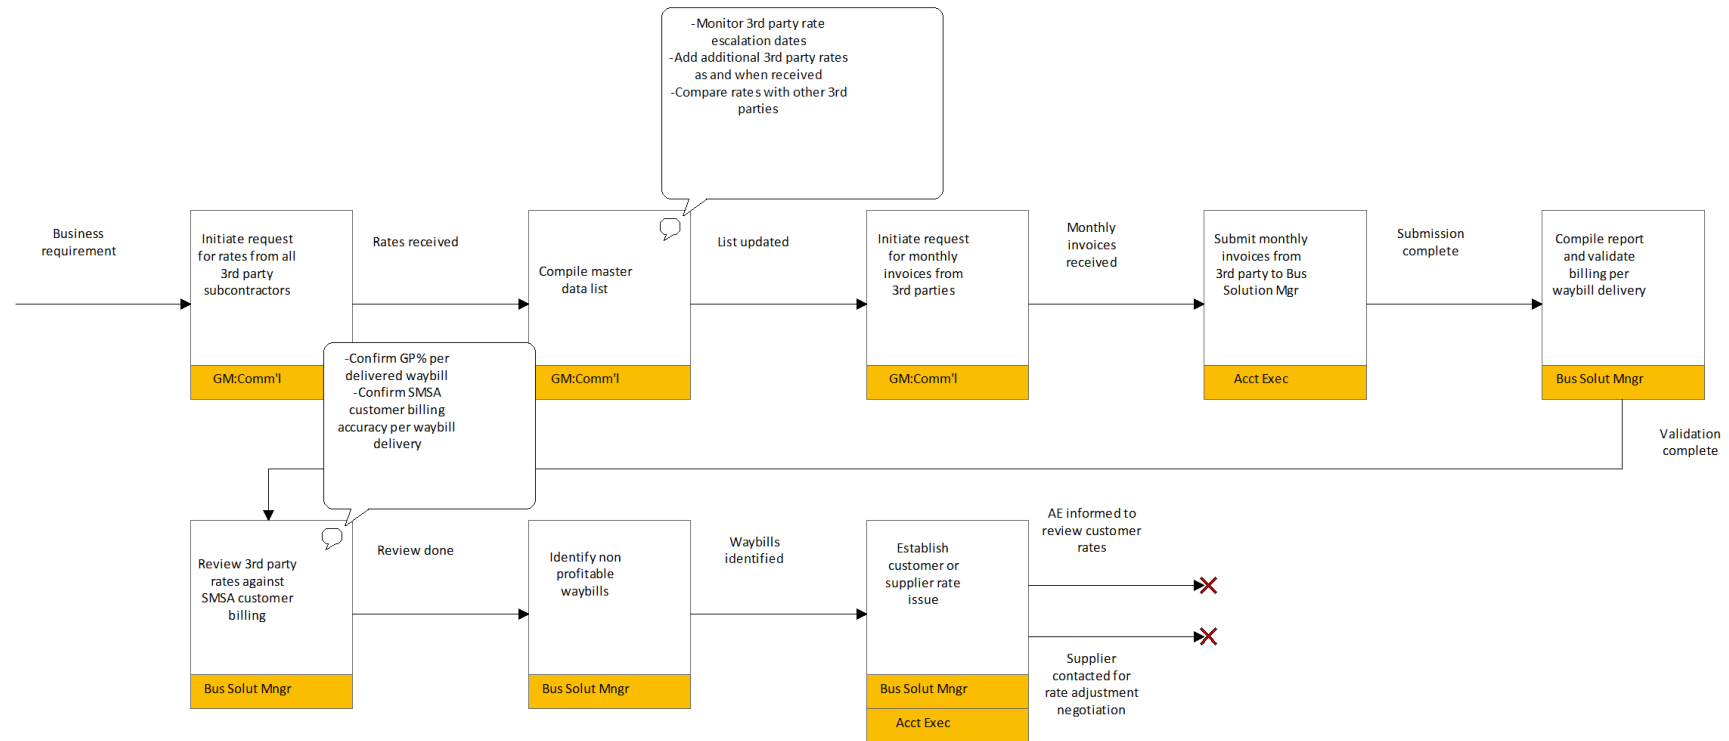 -Monitor 3rd party rate
escalation dates
-Add additional 3rd party rates
as and when received
-Compare rates with other 3rd
parties
Business
requirement
Initiate request
for rates from all
3rd party
subcontractors
GM:Comm'l
Rates received
Compile master
data list
GM:Comm'l
List updated
Initiate request
for monthly
invoices from
3rd parties
GM:Comm'l
Monthly
invoices
received
Submit monthly
invoices from
3rd party to Bus
Solution Mgr
Acct Exec
Submission
complete
Compile report
and validate
billing per
waybill delivery
Bus Solut Mngr
Validation
complete
-Confirm GP% per
delivered waybill
-Confirm SMSA
customer billing
accuracy per waybill
delivery
Review 3rd party
rates against
SMSA customer
billing
Bus Solut Mngr
Review done
Identify non
profitable
waybills
Bus Solut Mngr
Waybills
identified
Establish
customer or
supplier rate
issue
Bus Solut Mngr
Acct Exec
AE informed to
review customer
rates
Supplier
contacted for
rate adjustment
negotiation